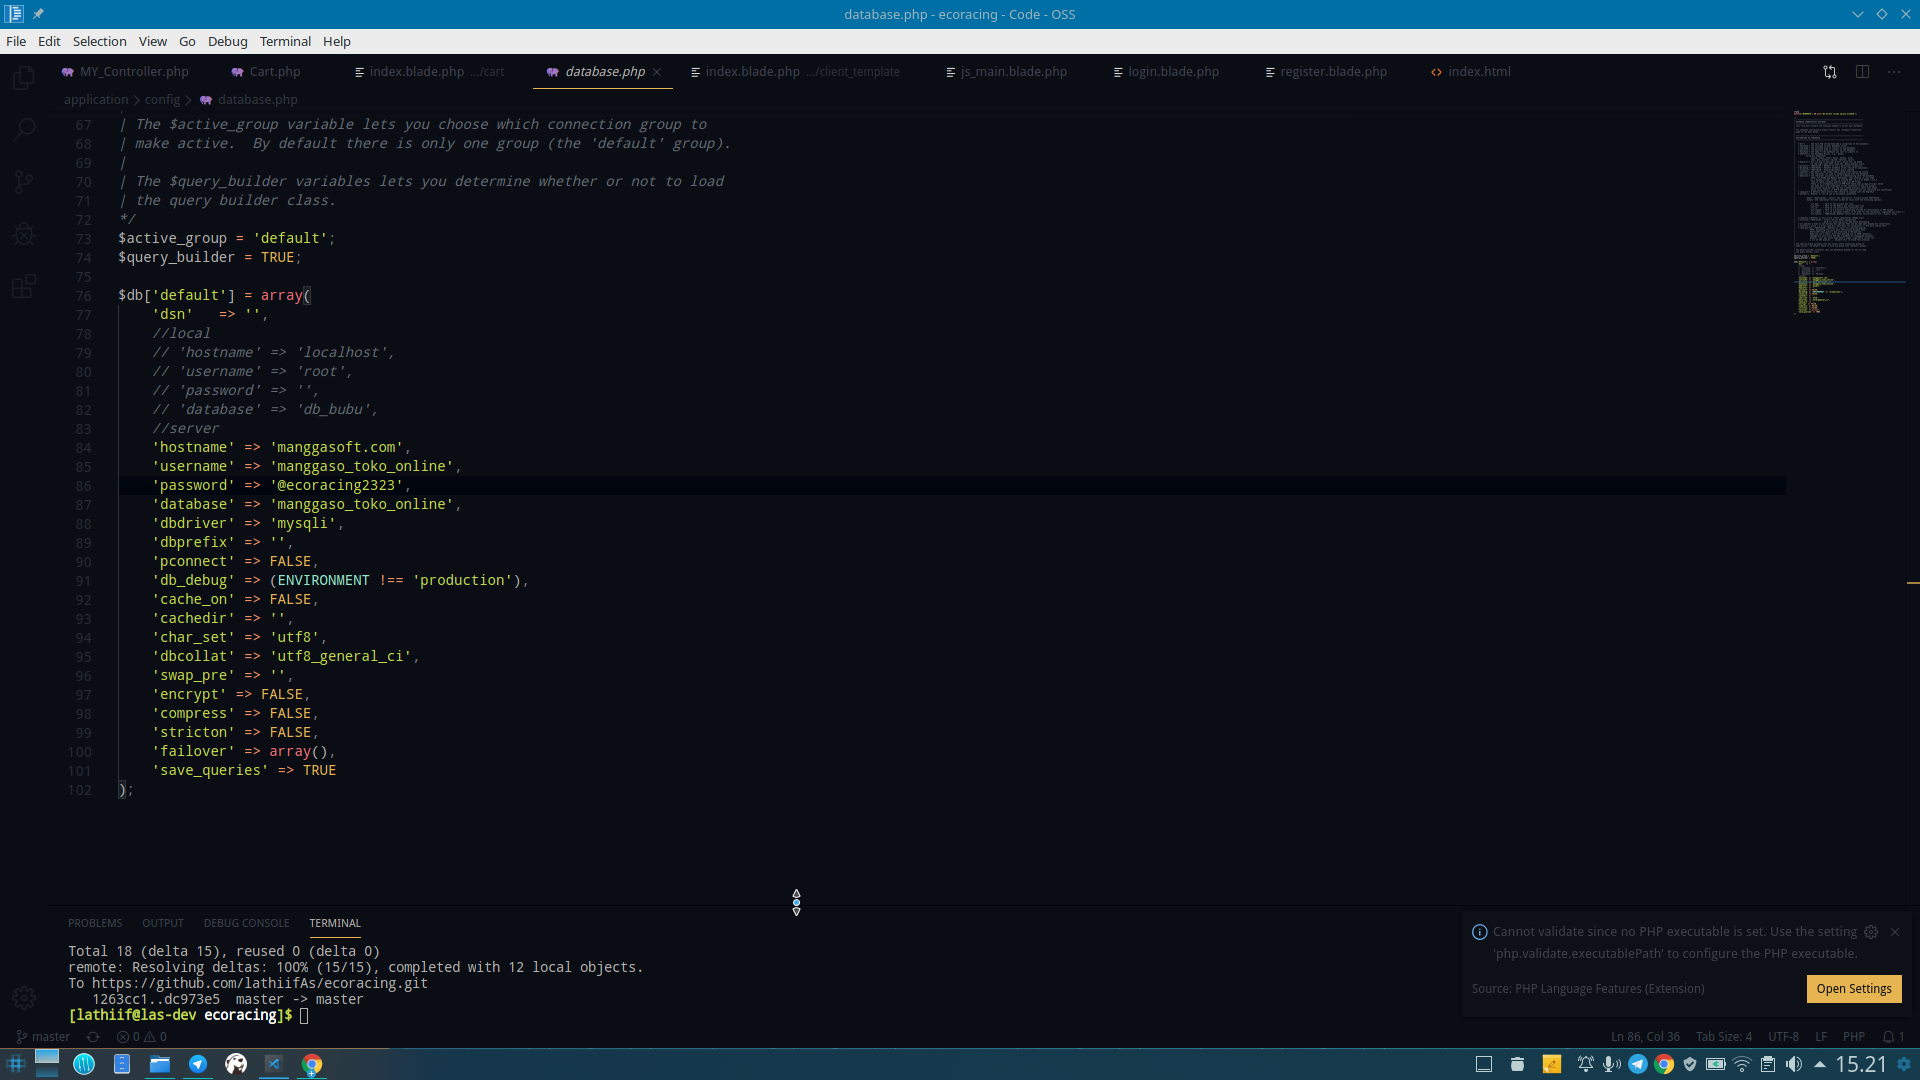 database.php - ecoracing - Code - OSS
File Edit Selection View Go Debug Terminal Help
MY_Controller.php Cart.php index.blade.php .../cart database.php index.blade.php .../client_template js_main.blade.php login.blade.php register.blade.php index.html
application > config > database.php
67 | The $active_group variable lets you choose which connection group to
68 | make active.  By default there is only one group (the 'default' group).
69 |
70 | The $query_builder variables lets you determine whether or not to load
71 | the query builder class.
72 */
73 $active_group = 'default';
74 $query_builder = TRUE;
75
76 $db['default'] = array(
77 'dsn'   => '',
78 //local
79 // 'hostname' => 'localhost',
80 // 'username' => 'root',
81 // 'password' => '',
82 // 'database' => 'db_bubu',
83 //server
84 'hostname' => 'manggasoft.com',
85 'username' => 'manggaso_toko_online',
86 'password' => '@ecoracing2323',
87 'database' => 'manggaso_toko_online',
88 'dbdriver' => 'mysqli',
89 'dbprefix' => '',
90 'pconnect' => FALSE,
91 'db_debug' => (ENVIRONMENT !== 'production'),
92 'cache_on' => FALSE,
93 'cachedir' => '',
94 'char_set' => 'utf8',
95 'dbcollat' => 'utf8_general_ci',
96 'swap_pre' => '',
97 'encrypt' => FALSE,
98 'compress' => FALSE,
99 'stricton' => FALSE,
100 'failover' => array(),
101 'save_queries' => TRUE
102 );
PROBLEMS OUTPUT DEBUG CONSOLE TERMINAL
Total 18 (delta 15), reused 0 (delta 0)
remote: Resolving deltas: 100% (15/15), completed with 12 local objects.
To https://github.com/lathiifAs/ecoracing.git
1263cc1..dc973e5  master -> master
[lathiif@las-dev ecoracing]$
Cannot validate since no PHP executable is set. Use the setting
'php.validate.executablePath' to configure the PHP executable.
Source: PHP Language Features (Extension) Open Settings
master 0 0 Ln 86, Col 36 Tab Size: 4 UTF-8 LF PHP 1
15.21